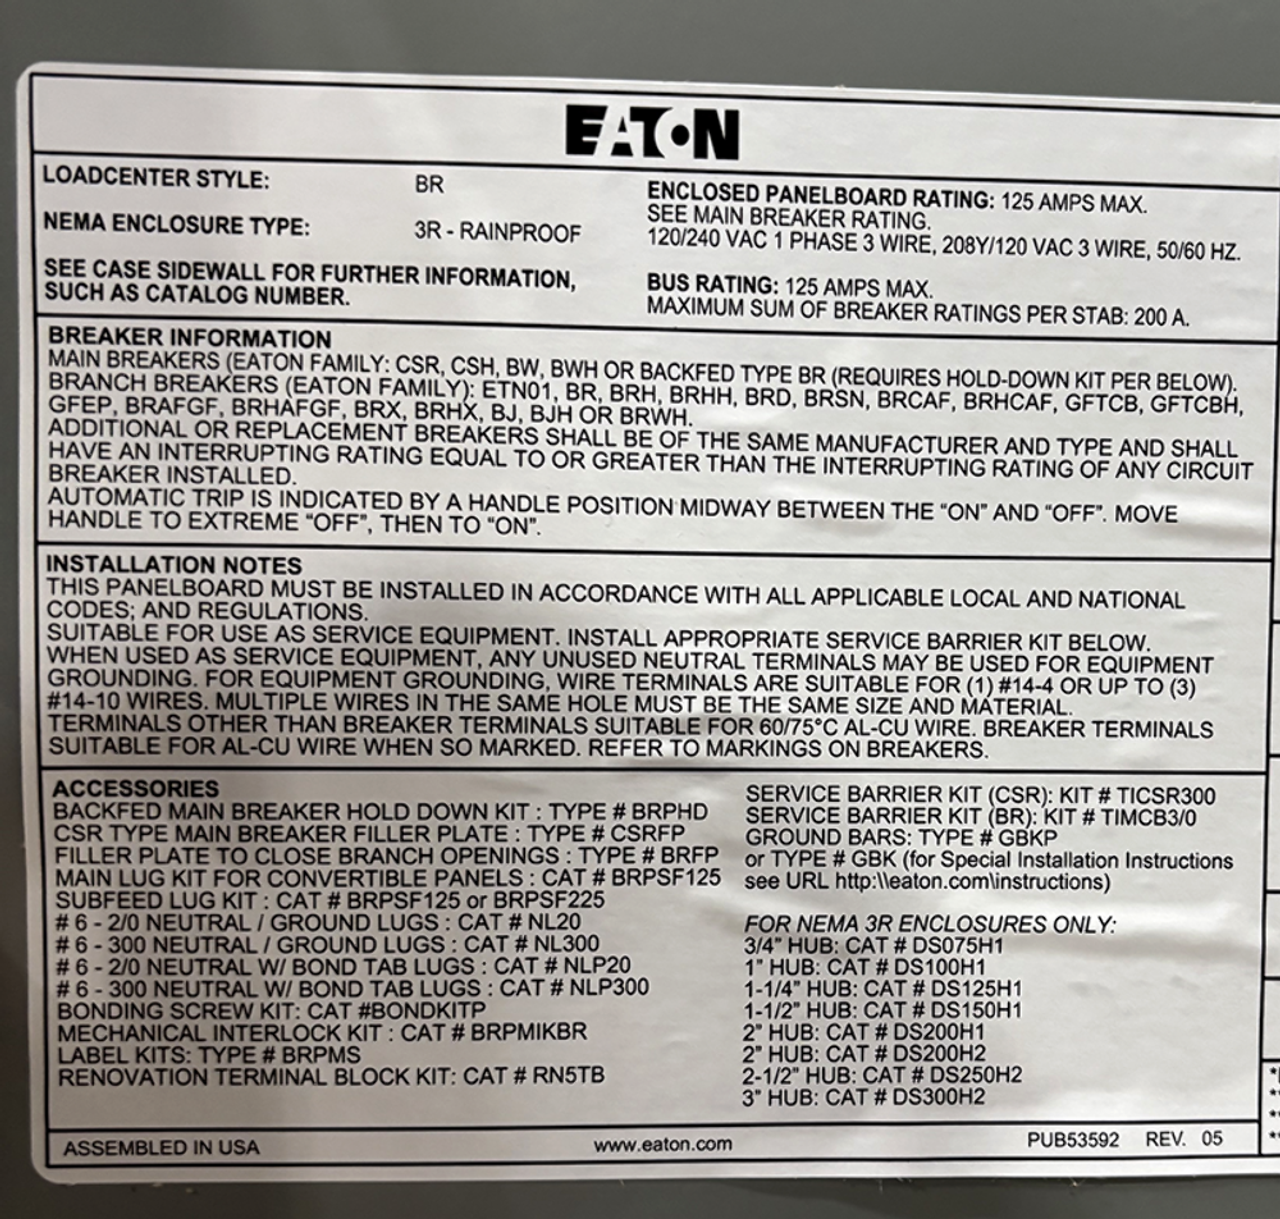 EATON
LOADCENTER STYLE: BR
NEMA ENCLOSURE TYPE: 3R - RAINPROOF
SEE CASE SIDEWALL FOR FURTHER INFORMATION,
SUCH AS CATALOG NUMBER.
ENCLOSED PANELBOARD RATING: 125 AMPS MAX.
SEE MAIN BREAKER RATING.
120/240 VAC 1 PHASE 3 WIRE, 208Y/120 VAC 3 WIRE, 50/60 HZ.
BUS RATING: 125 AMPS MAX.
MAXIMUM SUM OF BREAKER RATINGS PER STAB: 200 A.
BREAKER INFORMATION
MAIN BREAKERS (EATON FAMILY: CSR, CSH, BW, BWH OR BACKFED TYPE BR (REQUIRES HOLD-DOWN KIT PER BELOW).
BRANCH BREAKERS (EATON FAMILY): ETN01, BR, BRH, BRHH, BRD, BRSN, BRCAF, BRHCAF, GFTCB, GFTCBH,
GFEP, BRAFGF, BRHAFGF, BRX, BRHX, BJ, BJH OR BRWH.
ADDITIONAL OR REPLACEMENT BREAKERS SHALL BE OF THE SAME MANUFACTURER AND TYPE AND SHALL
HAVE AN INTERRUPTING RATING EQUAL TO OR GREATER THAN THE INTERRUPTING RATING OF ANY CIRCUIT
BREAKER INSTALLED.
AUTOMATIC TRIP IS INDICATED BY A HANDLE POSITION MIDWAY BETWEEN THE “ON” AND “OFF”. MOVE
HANDLE TO EXTREME “OFF”, THEN TO “ON”.
INSTALLATION NOTES
THIS PANELBOARD MUST BE INSTALLED IN ACCORDANCE WITH ALL APPLICABLE LOCAL AND NATIONAL
CODES; AND REGULATIONS.
SUITABLE FOR USE AS SERVICE EQUIPMENT. INSTALL APPROPRIATE SERVICE BARRIER KIT BELOW.
WHEN USED AS SERVICE EQUIPMENT, ANY UNUSED NEUTRAL TERMINALS MAY BE USED FOR EQUIPMENT
GROUNDING. FOR EQUIPMENT GROUNDING, WIRE TERMINALS ARE SUITABLE FOR (1) #14-4 OR UP TO (3)
#14-10 WIRES. MULTIPLE WIRES IN THE SAME HOLE MUST BE THE SAME SIZE AND MATERIAL.
TERMINALS OTHER THAN BREAKER TERMINALS SUITABLE FOR 60/75°C AL-CU WIRE. BREAKER TERMINALS
SUITABLE FOR AL-CU WIRE WHEN SO MARKED. REFER TO MARKINGS ON BREAKERS.
ACCESSORIES
BACKFED MAIN BREAKER HOLD DOWN KIT : TYPE # BRPHD
CSR TYPE MAIN BREAKER FILLER PLATE : TYPE # CSRFP
FILLER PLATE TO CLOSE BRANCH OPENINGS : TYPE # BRFP
MAIN LUG KIT FOR CONVERTIBLE PANELS : CAT # BRPSF125
SUBFEED LUG KIT : CAT # BRPSF125 or BRPSF225
# 6 - 2/0 NEUTRAL / GROUND LUGS : CAT # NL20
# 6 - 300 NEUTRAL / GROUND LUGS : CAT # NL300
# 6 - 2/0 NEUTRAL W/ BOND TAB LUGS : CAT # NLP20
# 6 - 300 NEUTRAL W/ BOND TAB LUGS : CAT # NLP300
BONDING SCREW KIT: CAT #BONDKITP
MECHANICAL INTERLOCK KIT : CAT # BRPMIKBR
LABEL KITS: TYPE # BRPMS
RENOVATION TERMINAL BLOCK KIT: CAT # RN5TB
SERVICE BARRIER KIT (CSR): KIT # TICSR300
SERVICE BARRIER KIT (BR): KIT # TIMCB3/0
GROUND BARS: TYPE # GBKP
or TYPE # GBK (for Special Installation Instructions
see URL http:\\eaton.com\instructions)
FOR NEMA 3R ENCLOSURES ONLY:
3/4” HUB: CAT # DS075H1
1” HUB: CAT # DS100H1
1-1/4” HUB: CAT # DS125H1
1-1/2” HUB: CAT # DS150H1
2” HUB: CAT # DS200H1
2” HUB: CAT # DS200H2
2-1/2” HUB: CAT # DS250H2
3” HUB: CAT # DS300H2
ASSEMBLED IN USA
www.eaton.com
PUB53592 REV. 05